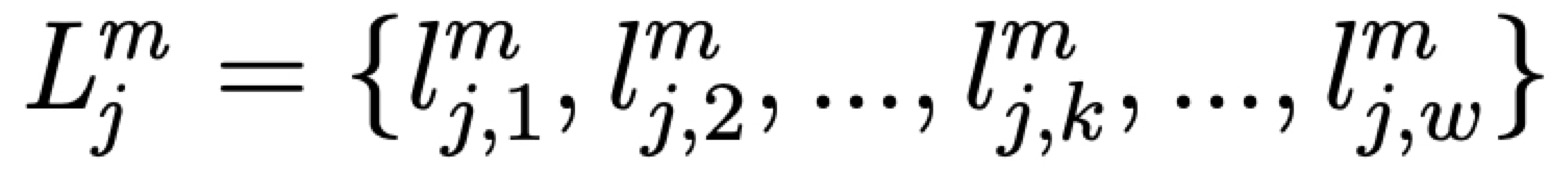 L_j^m = {l_{j,1}^m, l_{j,2}^m, ..., l_{j,k}^m, ..., l_{j,w}^m}